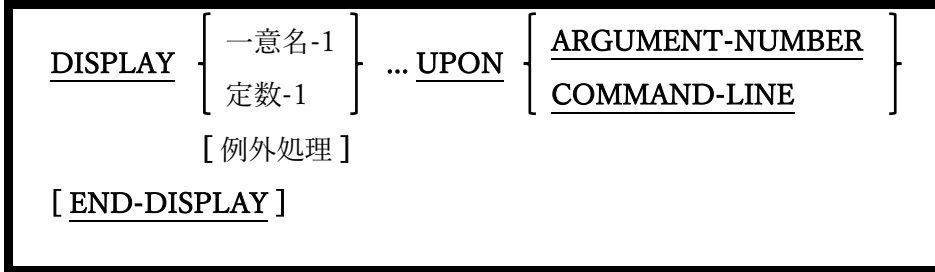 DISPLAY { 一意名-1 } ... UPON { ARGUMENT-NUMBER }
定数-1 COMMAND-LINE
[ 例外処理 ]
[ END-DISPLAY ]